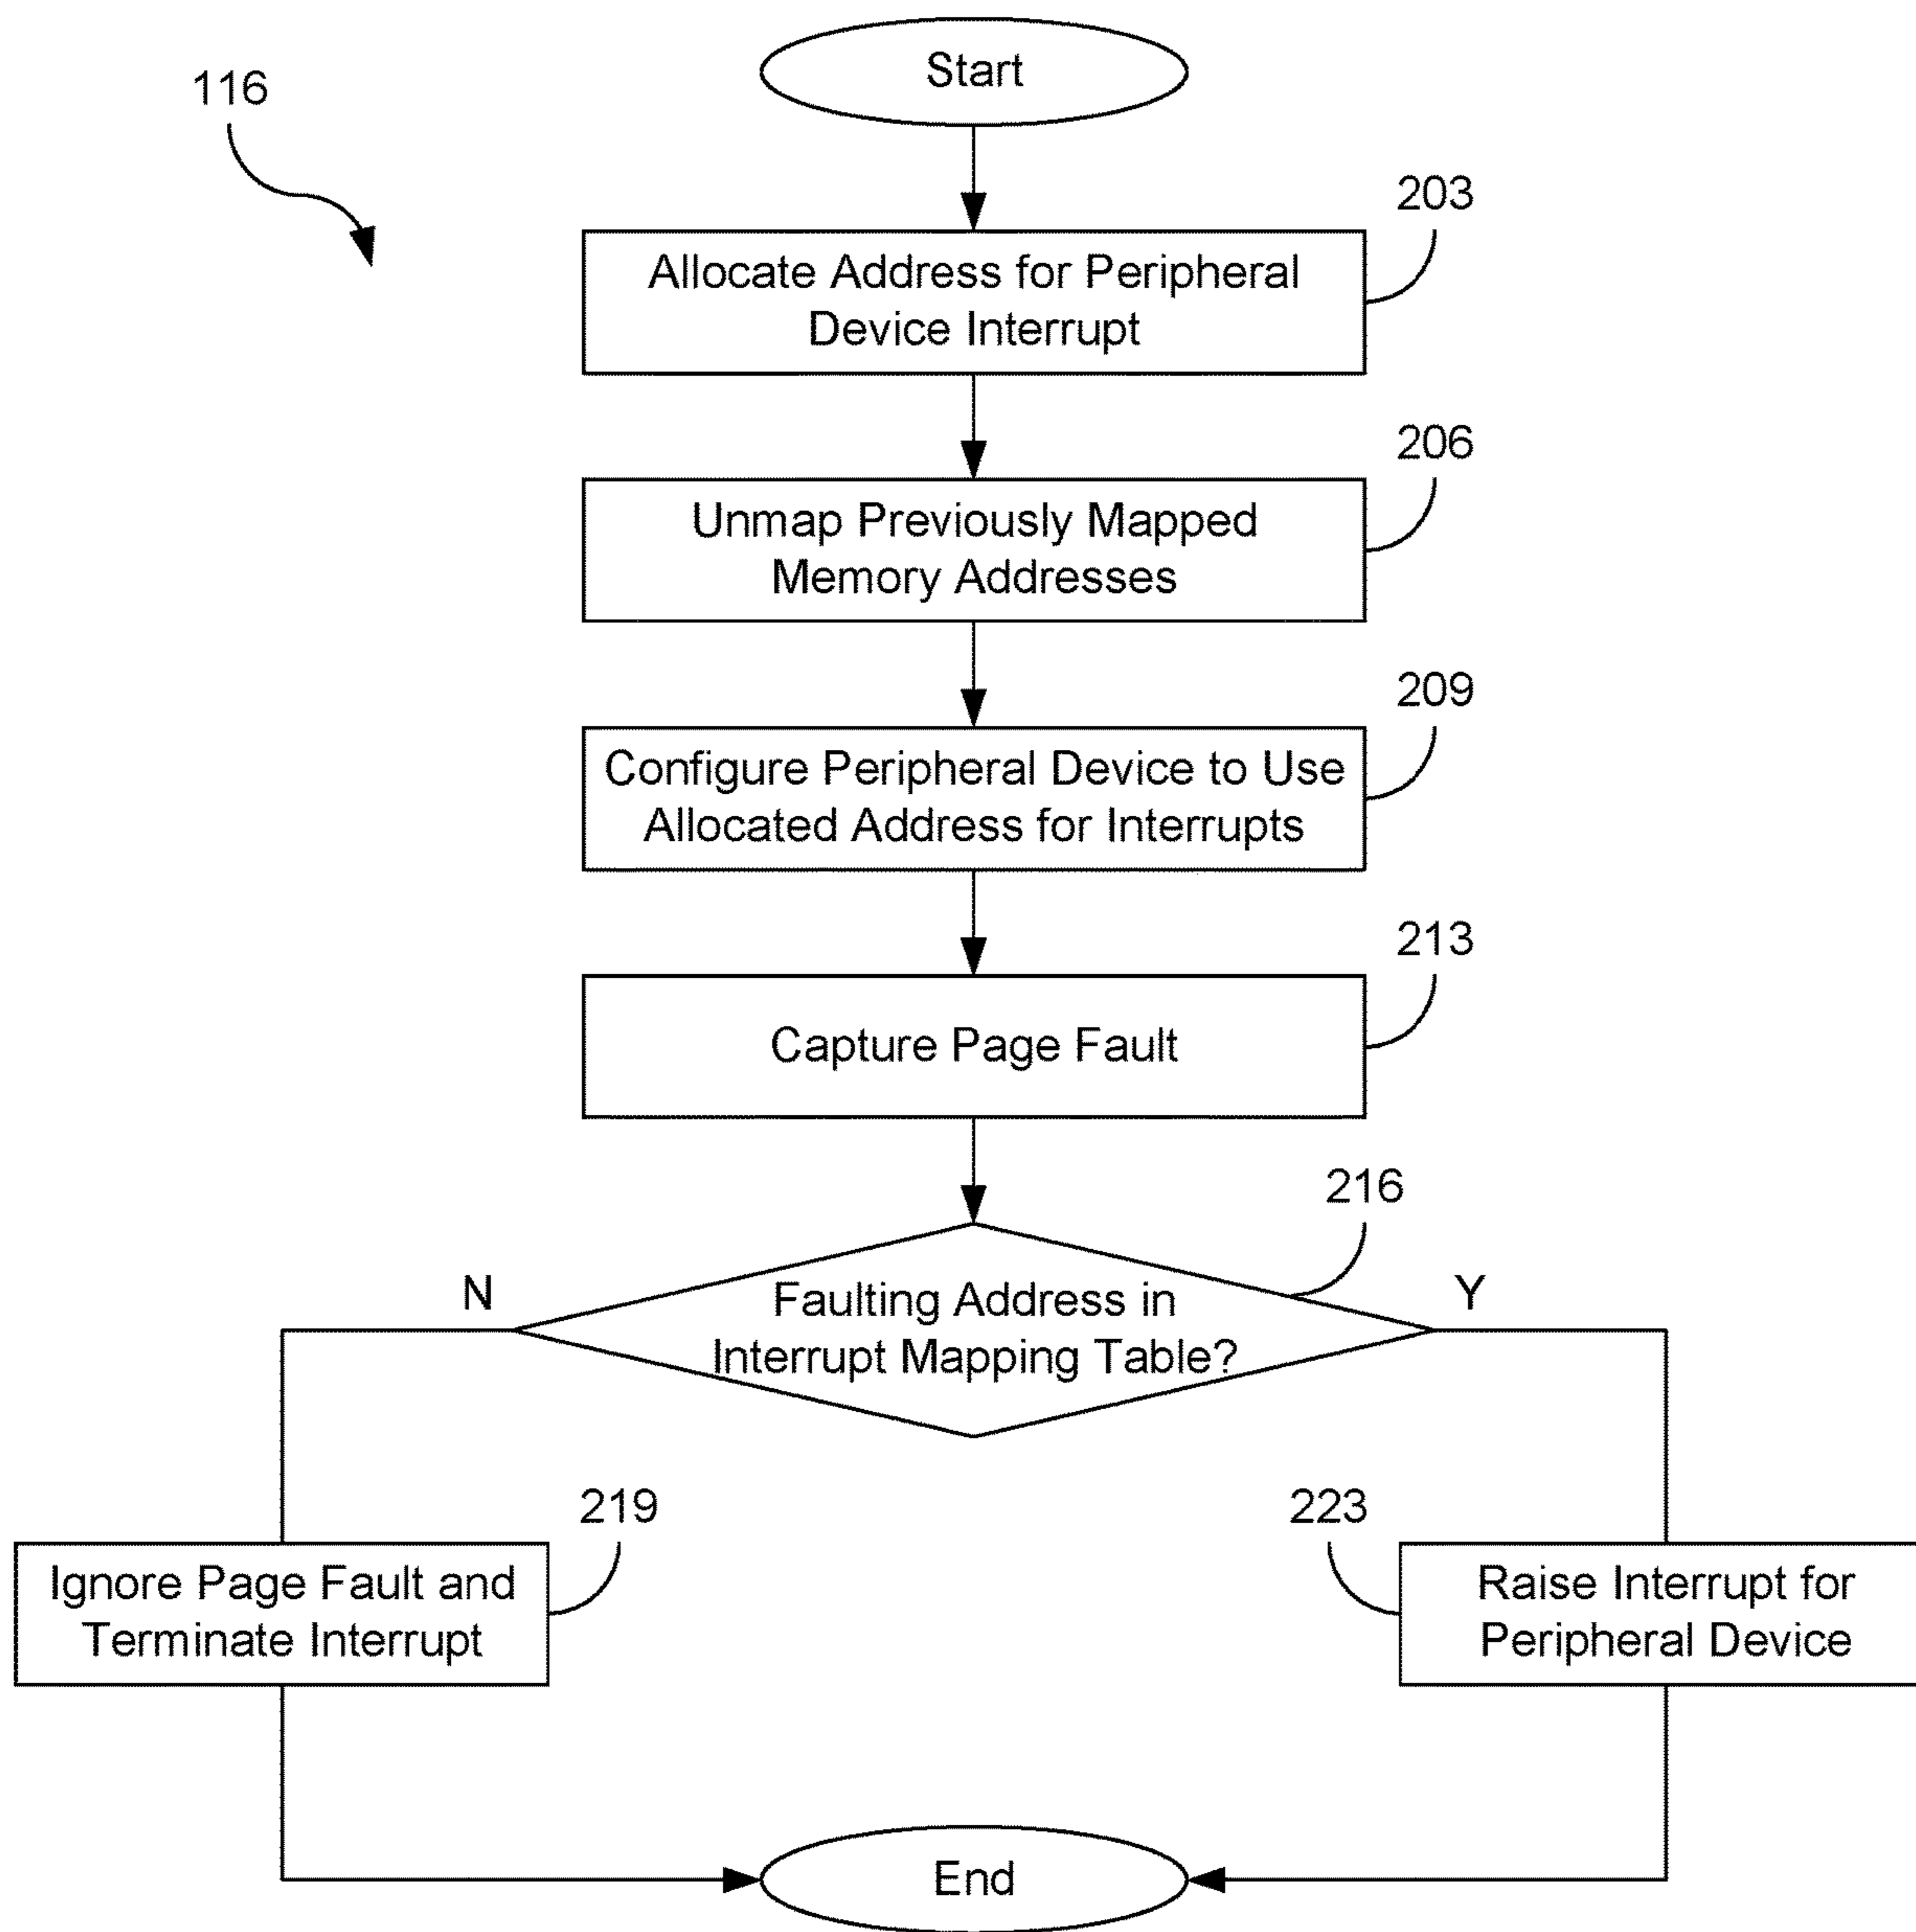 Start
116
203
Allocate Address for Peripheral
Device Interrupt
206
Unmap Previously Mapped
Memory Addresses
209
Configure Peripheral Device to Use
Allocated Address for Interrupts
213
Capture Page Fault
216
N
Y
Faulting Address in
Interrupt Mapping Table?
219
223
Ignore Page Fault and
Terminate Interrupt
Raise Interrupt for
Peripheral Device
End